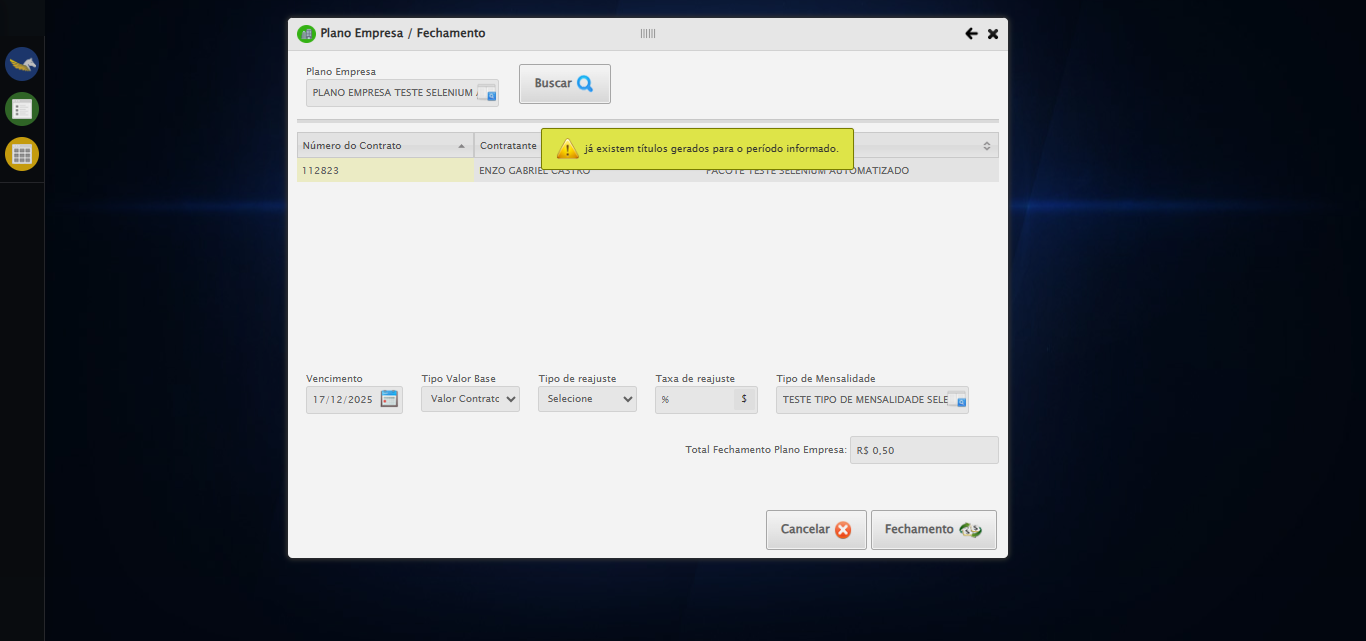 Plano Empresa / Fechamento
Plano Empresa
PLANO EMPRESA TESTE SELENIUM
Buscar
Número do Contrato
Contratante
já existem títulos gerados para o período informado.
112823
ENZO GABRIEL CASTRO
PACOTE TESTE SELENIUM AUTOMATIZADO
Vencimento
Tipo Valor Base
Tipo de reajuste
Taxa de reajuste
Tipo de Mensalidade
17/12/2025
Valor Contrato
Selecione
%
$
TESTE TIPO DE MENSALIDADE SELE
Total Fechamento Plano Empresa:
R$ 0,50
Cancelar
Fechamento